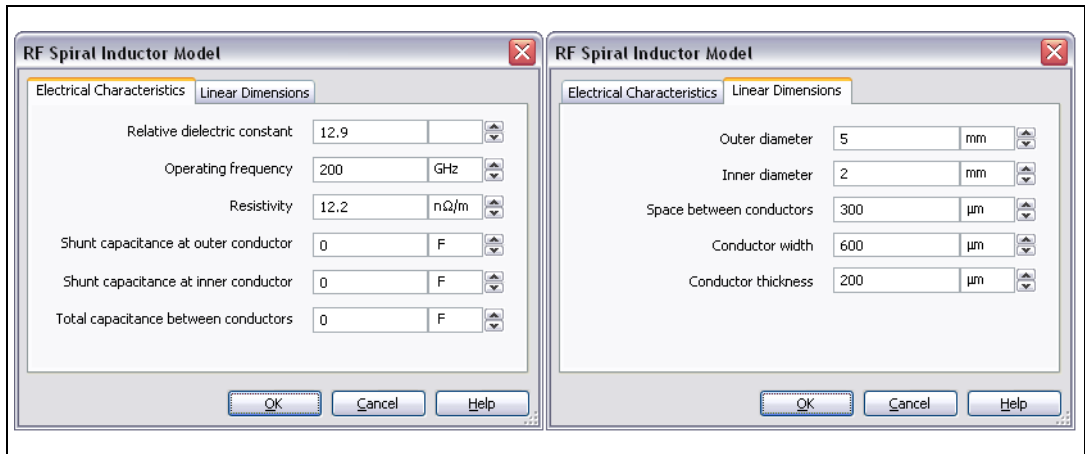 RF Spiral Inductor Model
Electrical Characteristics Linear Dimensions
Relative dielectric constant 12.9
Operating frequency 200 GHz
Resistivity 12.2 nΩ/m
Shunt capacitance at outer conductor 0 F
Shunt capacitance at inner conductor 0 F
Total capacitance between conductors 0 F
OK Cancel Help
RF Spiral Inductor Model
Electrical Characteristics Linear Dimensions
Outer diameter 5 mm
Inner diameter 2 mm
Space between conductors 300 µm
Conductor width 600 µm
Conductor thickness 200 µm
OK Cancel Help